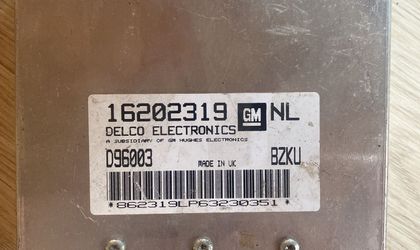 16202319 GM NL
DELCO ELECTRONICS
A SUBSIDIARY OF GM HUGHES ELECTRONICS
D96003 MADE IN UK BZKU
*862319LP63230351*